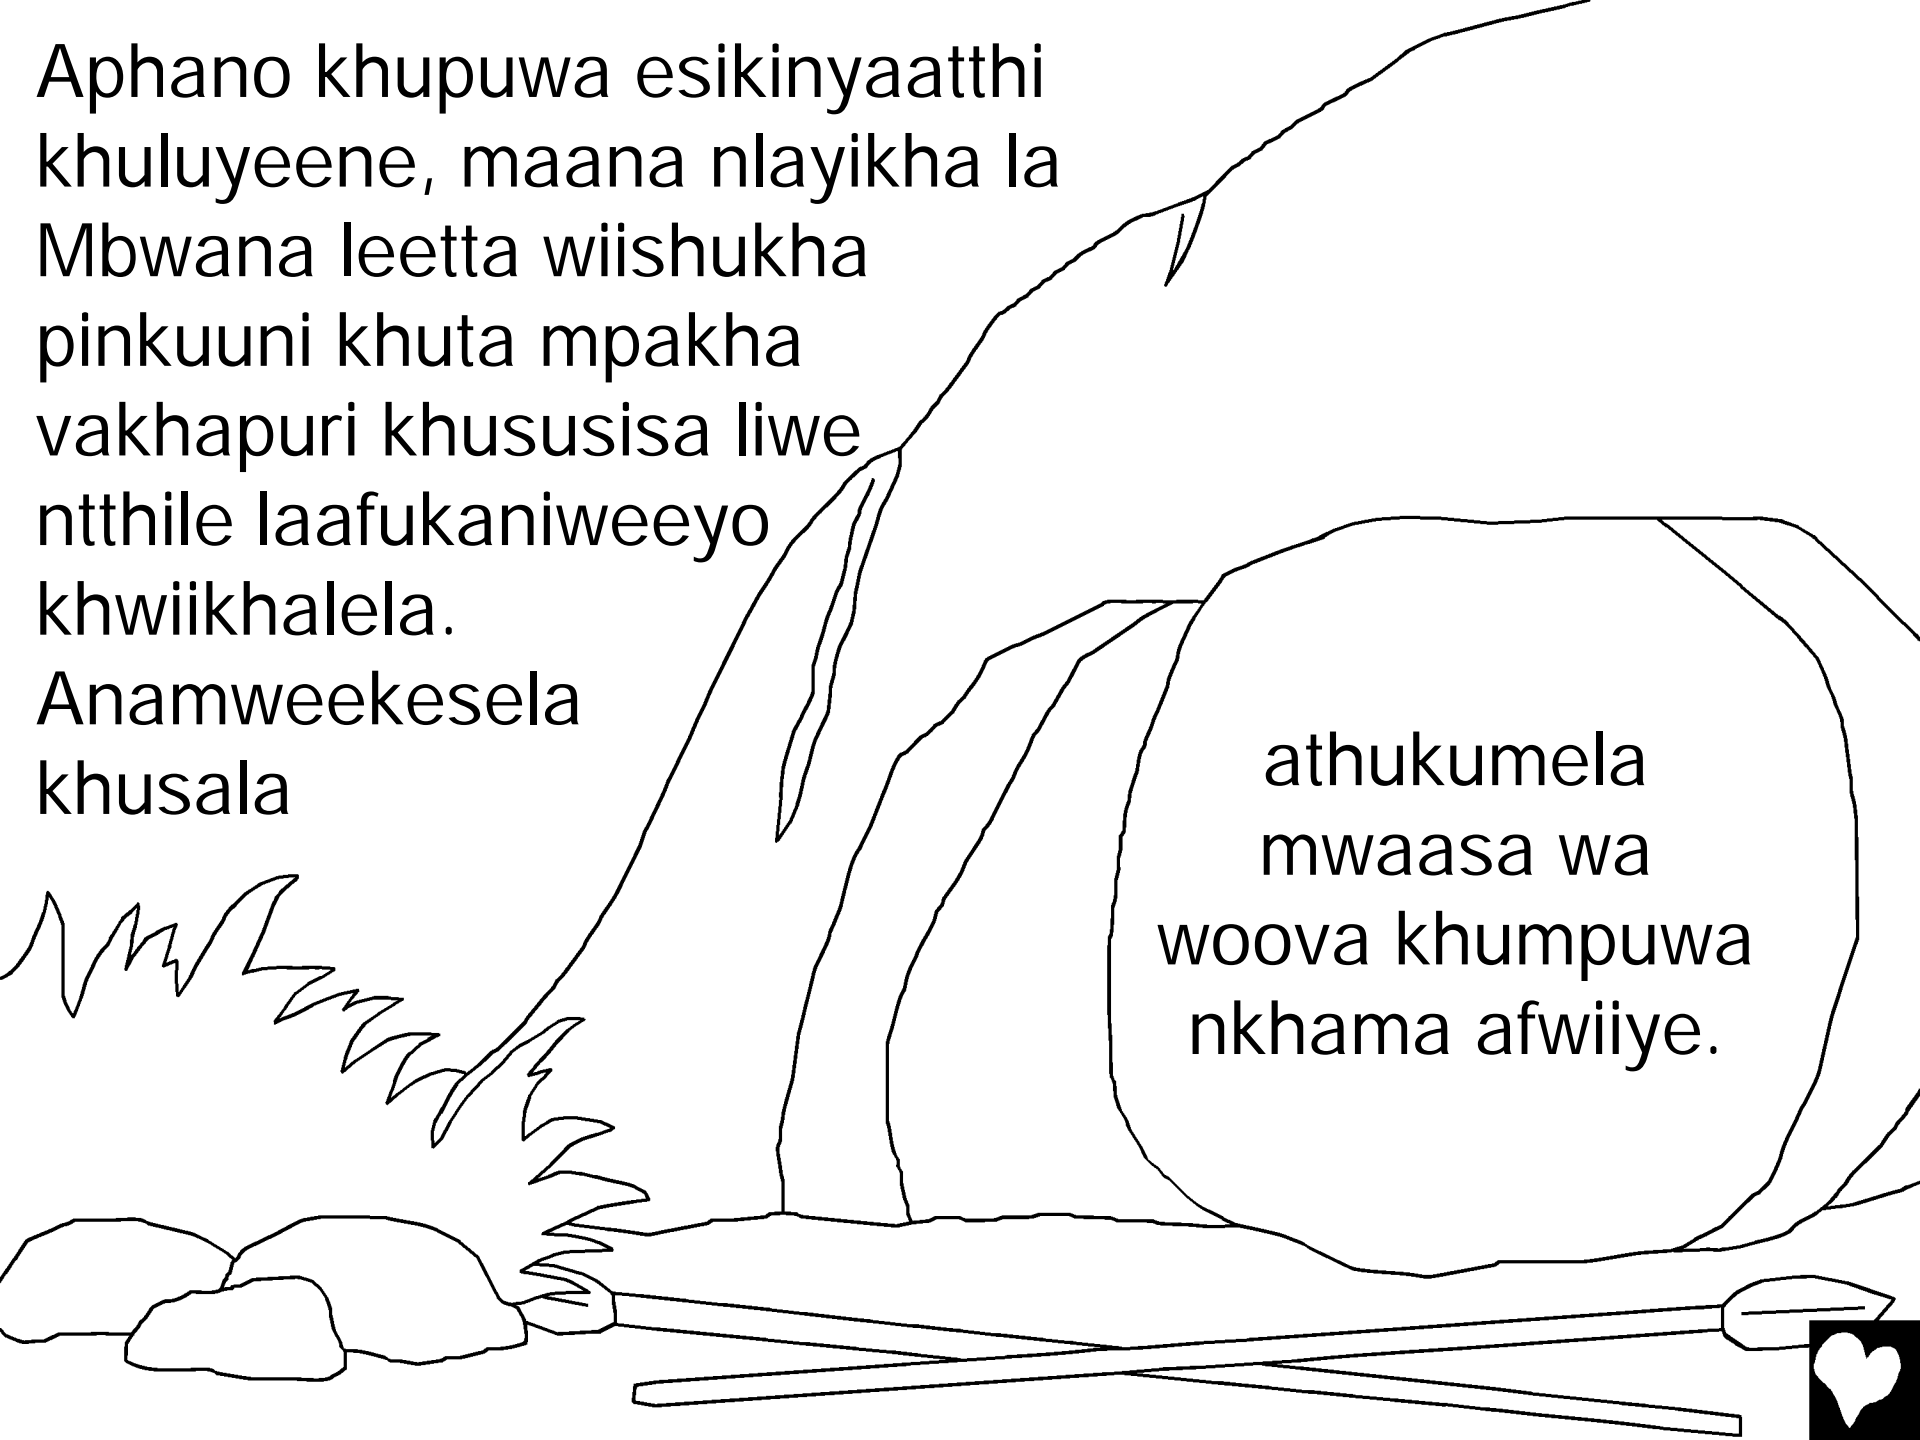 Aphano khupuwa esikinyaatthi
khuluyeene, maana nlayikha la
Mbwana leetta wiishukha
pinkuuni khuta mpakha
vakhapuri khususisa liwe
ntthile laafukaniweeyo
khwiikhalela.
Anamweekesela
khusala
athukumela
mwaasa wa
woova khumpuwa
nkhama afwiiye.